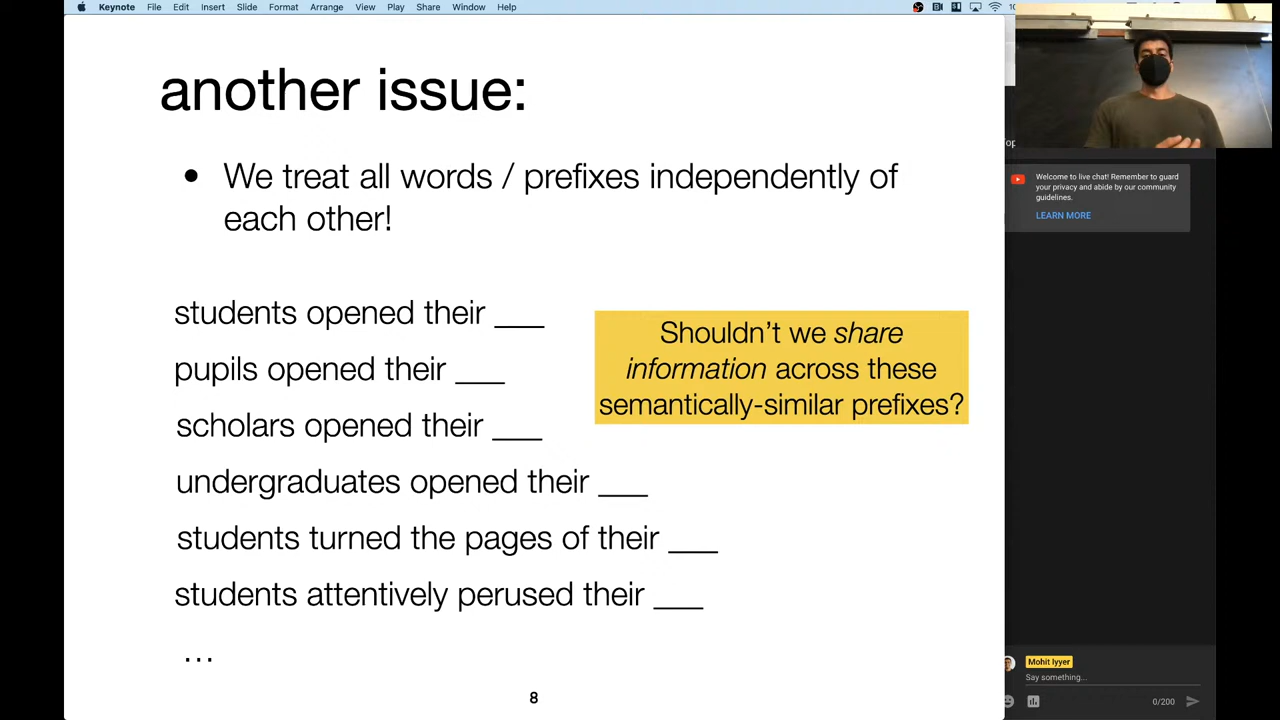 Keynote File Edit Insert Slide Format Arrange View Play Share Window Help
another issue:
• We treat all words / prefixes independently of
each other!
students opened their ___
pupils opened their ___
scholars opened their ___
undergraduates opened their ___
students turned the pages of their ___
students attentively perused their ___
…
Shouldn't we share
information across these
semantically-similar prefixes?
8
Welcome to live chat! Remember to guard
your privacy and abide by our community
guidelines.
LEARN MORE
Mohit Iyyer
Say something...
0/200